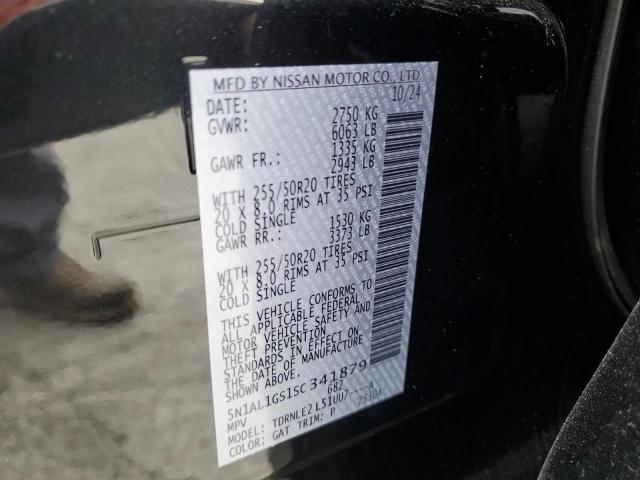 MFD BY NISSAN MOTOR CO., LTD.
DATE: 10/24
GVWR: 2750 KG
6063 LB
GAWR FR.: 1335 KG
2943 LB
WITH 255/50R20 TIRES
20 X 8.0 RIMS AT 35 PSI
COLD SINGLE
GAWR RR.: 1530 KG
3373 LB
WITH 255/50R20 TIRES
20 X 8.0 RIMS AT 35 PSI
COLD SINGLE
THIS VEHICLE CONFORMS TO
ALL APPLICABLE FEDERAL
MOTOR VEHICLE SAFETY AND
THEFT PREVENTION
STANDARDS IN EFFECT ON
THE DATE OF MANUFACTURE
SHOWN ABOVE.
5N1AL1GS1SC341879
MPV 682
MODEL: TDRNLE2 L51UU7----A
COLOR: GAT TRIM: P